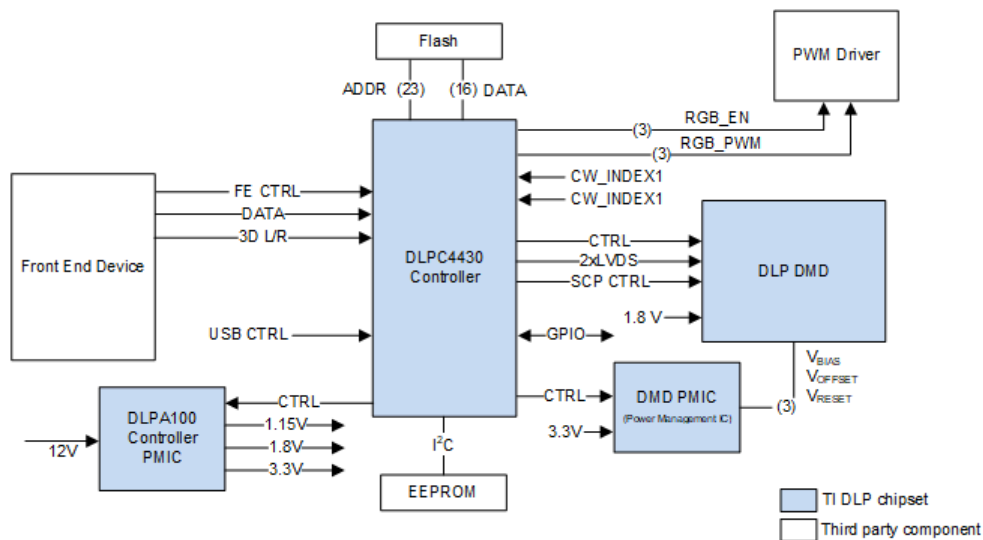 Flash
PWM Driver
ADDR (23) (16) DATA
RGB_EN
(3)
RGB_PWM
(3)
CW_INDEX1
CW_INDEX1
Front End Device
FE CTRL
DATA
3D L/R
DLPC4430
Controller
CTRL
2xLVDS
SCP CTRL
DLP DMD
1.8 V
USB CTRL
GPIO
V_BIAS
V_OFFSET
V_RESET
(3)
CTRL
DMD PMIC
(Power Management IC)
3.3V
CTRL
DLPA100
Controller
PMIC
12V
1.15V
1.8V
3.3V
I²C
EEPROM
TI DLP chipset
Third party component